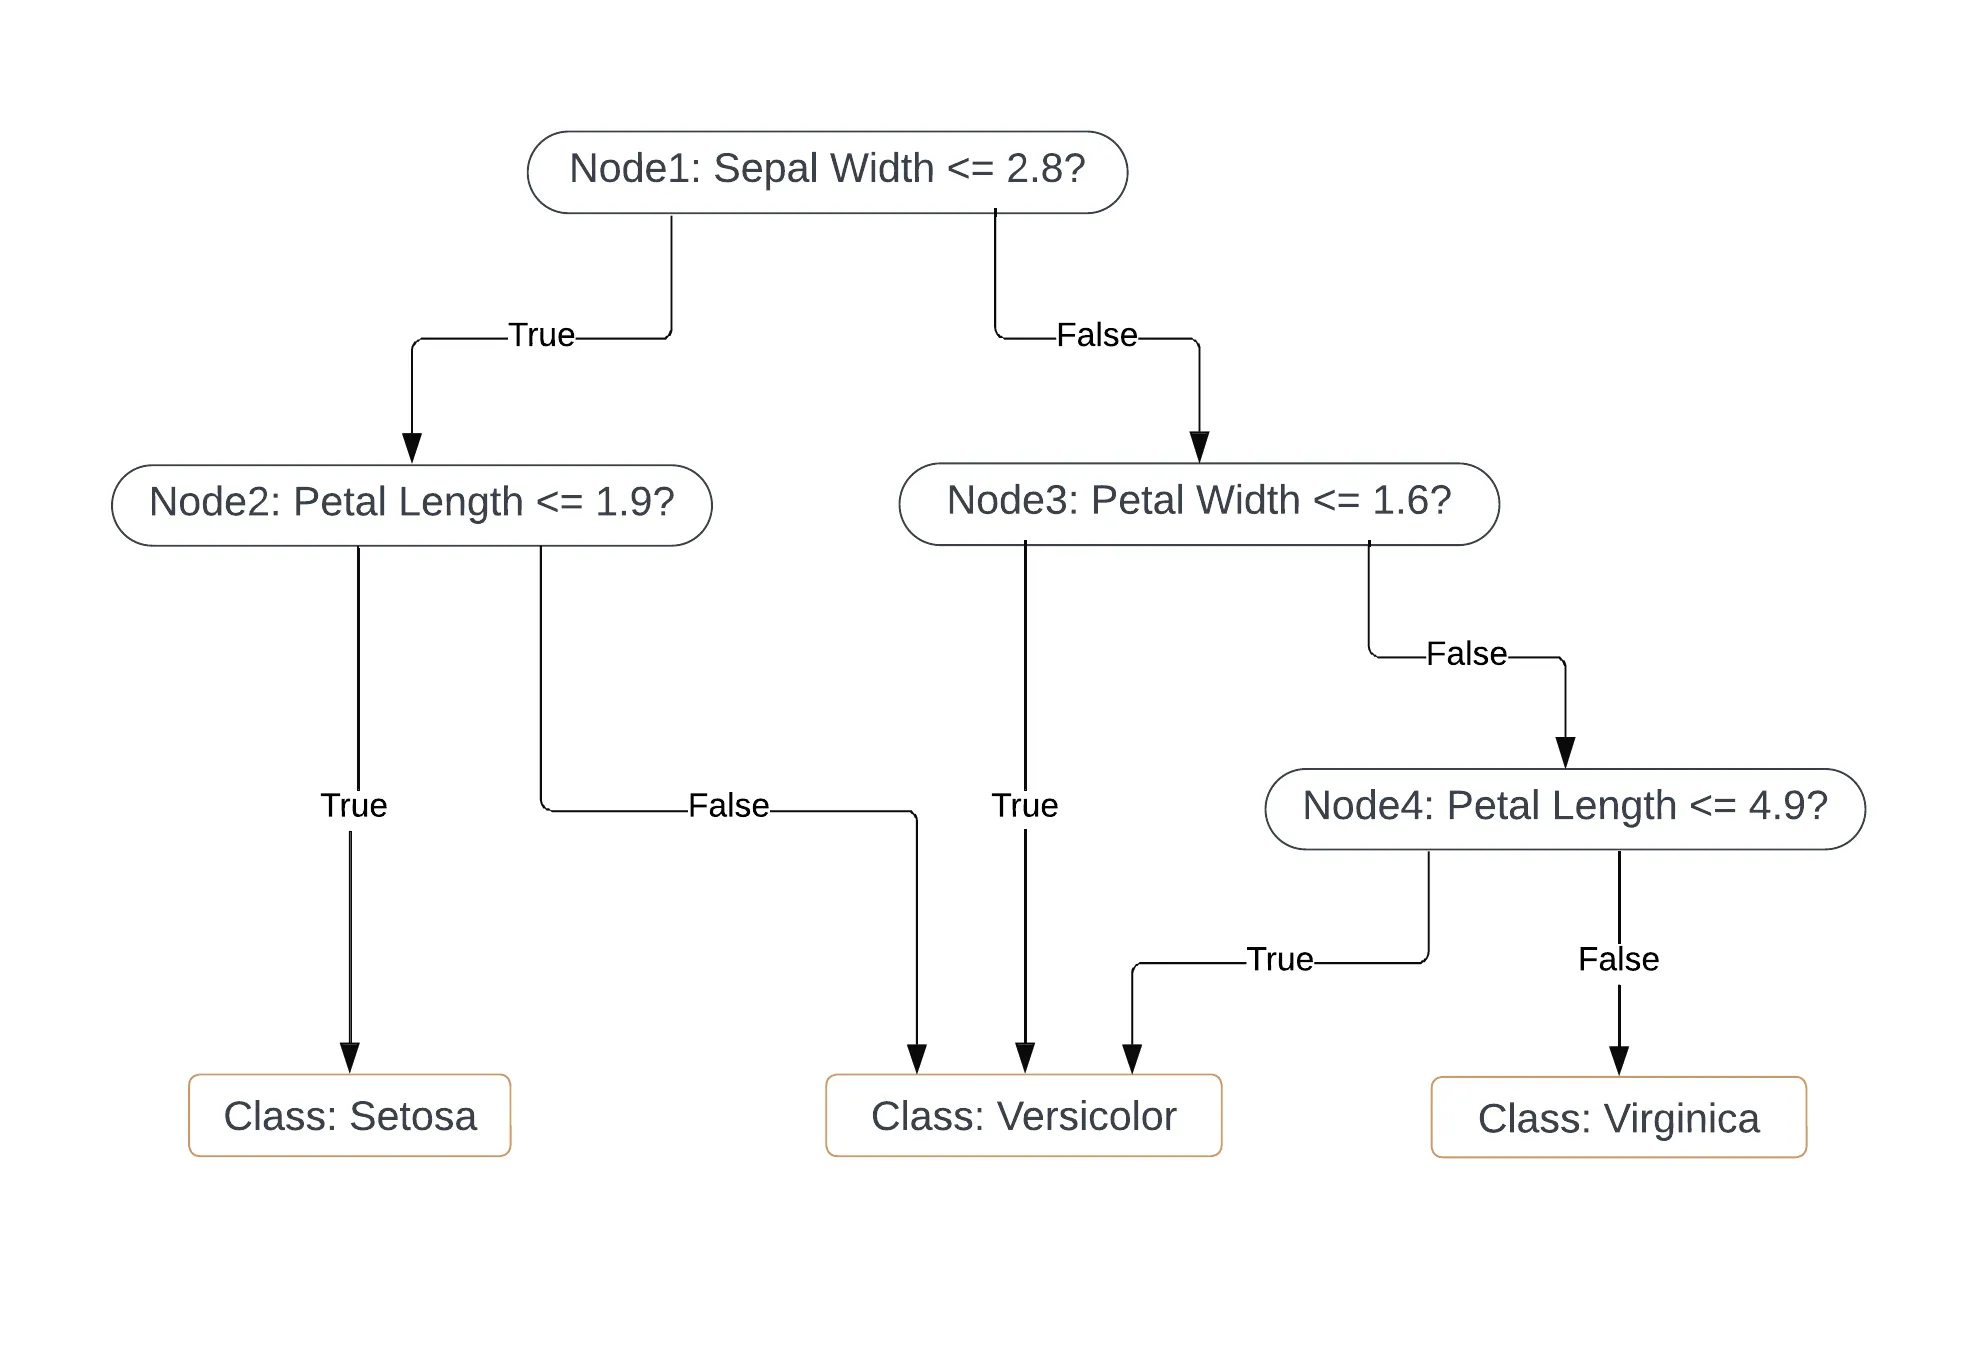 Node1: Sepal Width <= 2.8?
True
False
Node2: Petal Length <= 1.9?
Node3: Petal Width <= 1.6?
False
True
False
True
Node4: Petal Length <= 4.9?
True
False
Class: Setosa
Class: Versicolor
Class: Virginica